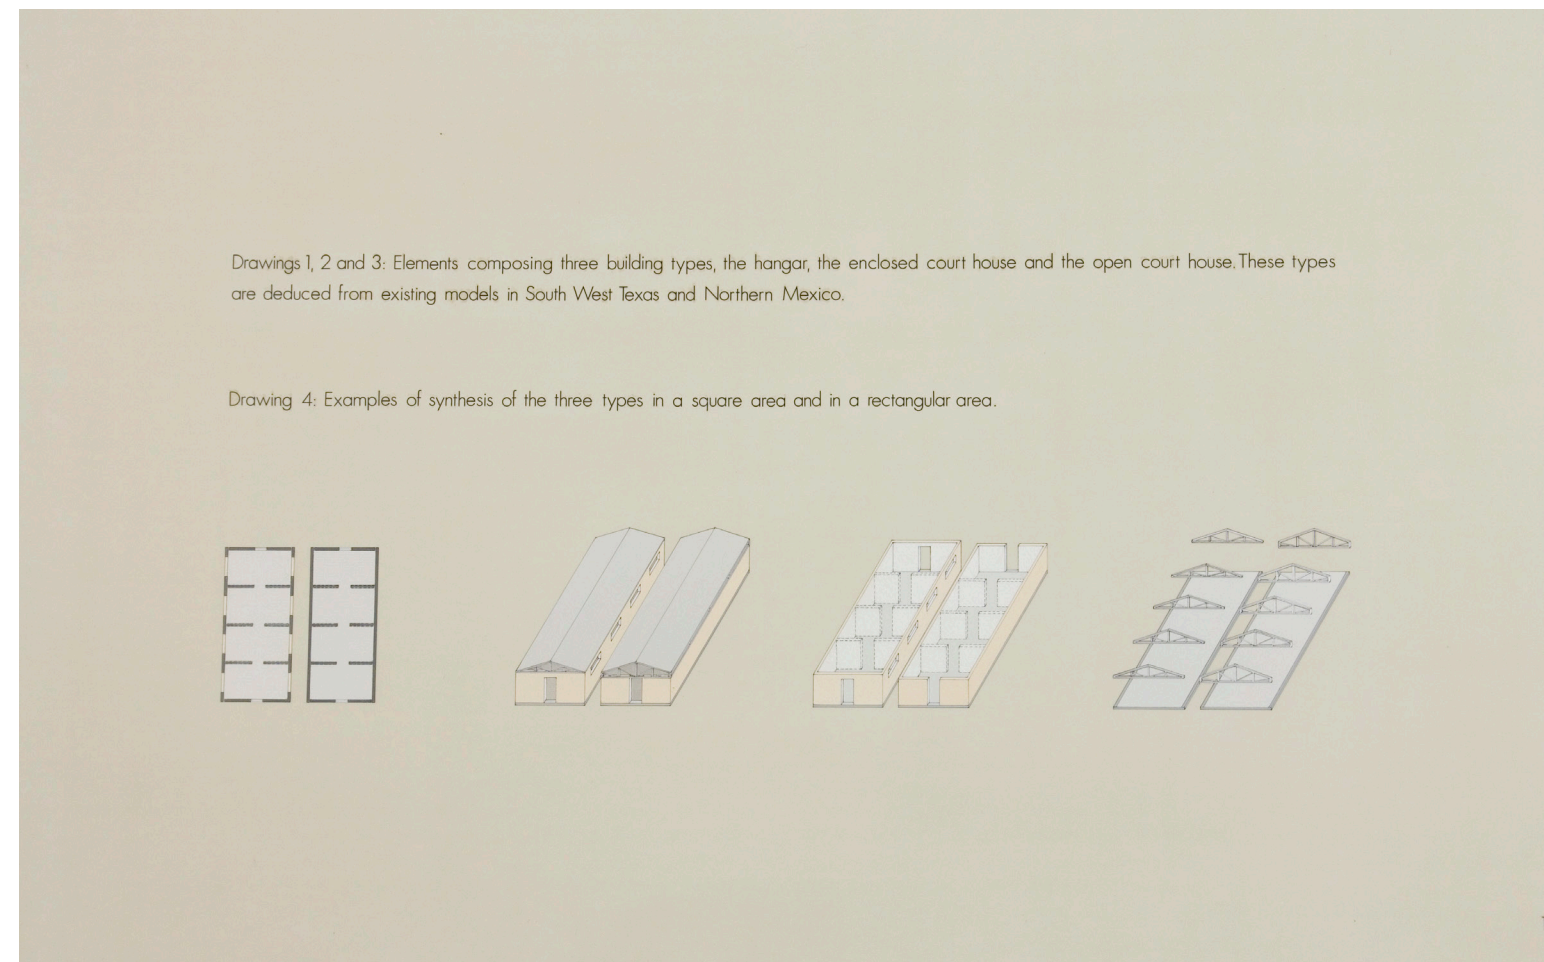 Drawings 1, 2 and 3: Elements composing three building types, the hangar, the enclosed court house and the open court house. These types
are deduced from existing models in South West Texas and Northern Mexico.
Drawing 4: Examples of synthesis of the three types in a square area and in a rectangular area.